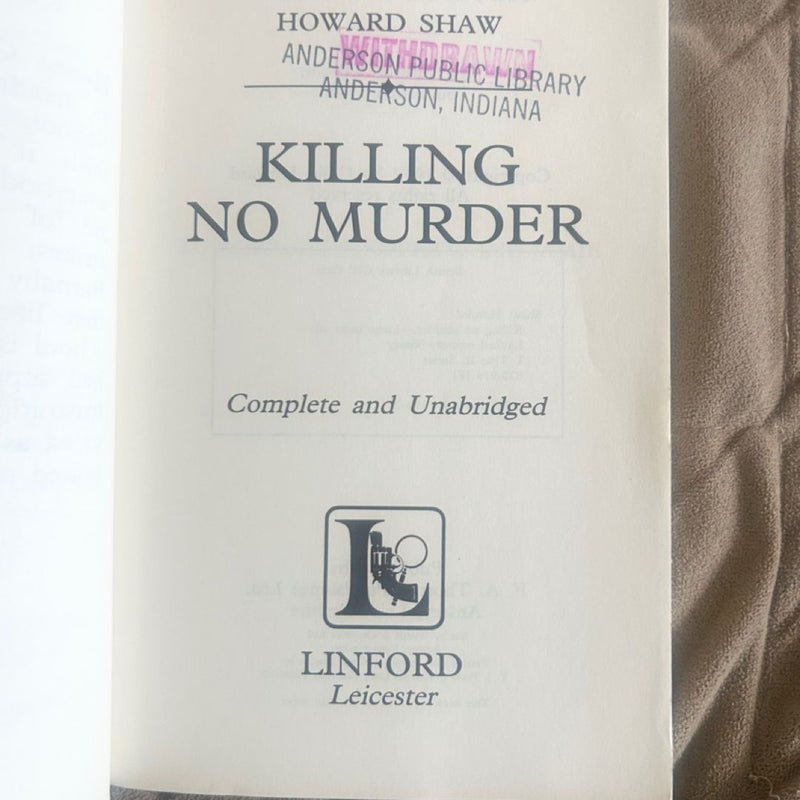 HOWARD SHAW
WITHDRAWN
ANDERSON PUBLIC LIBRARY
ANDERSON, INDIANA
KILLING
NO MURDER
Complete and Unabridged
L
LINFORD
Leicester